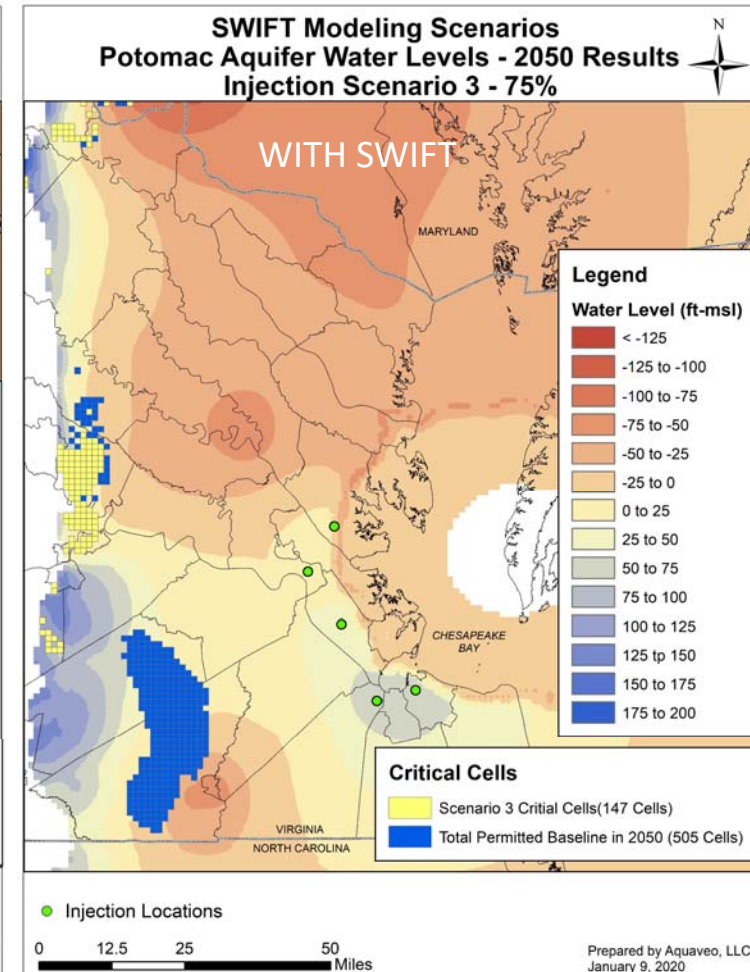 SWIFT Modeling Scenarios
Potomac Aquifer Water Levels - 2050 Results
Injection Scenario 3 - 75%
N
WITH SWIFT
MARYLAND
Legend
Water Level (ft-msl)
< -125
-125 to -100
-100 to -75
-75 to -50
-50 to -25
-25 to 0
0 to 25
25 to 50
50 to 75
75 to 100
100 to 125
125 tp 150
150 to 175
175 to 200
CHESAPEAKE
BAY
Critical Cells
Scenario 3 Critial Cells(147 Cells)
Total Permitted Baseline in 2050 (505 Cells)
VIRGINIA
NORTH CAROLINA
Injection Locations
0 12.5 25 50
Miles
Prepared by Aquaveo, LLC
January 9, 2020